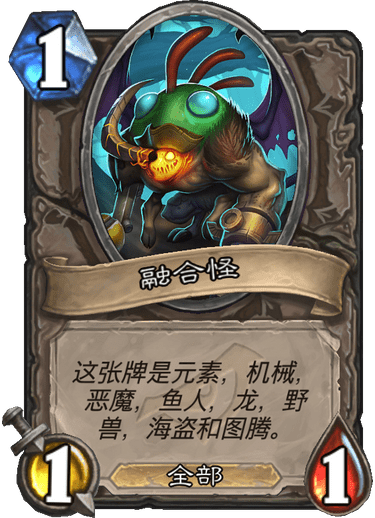 1
融合怪
这张牌是元素，机械，
恶魔，鱼人，龙，野
兽，海盗和图腾。
全部
1
1